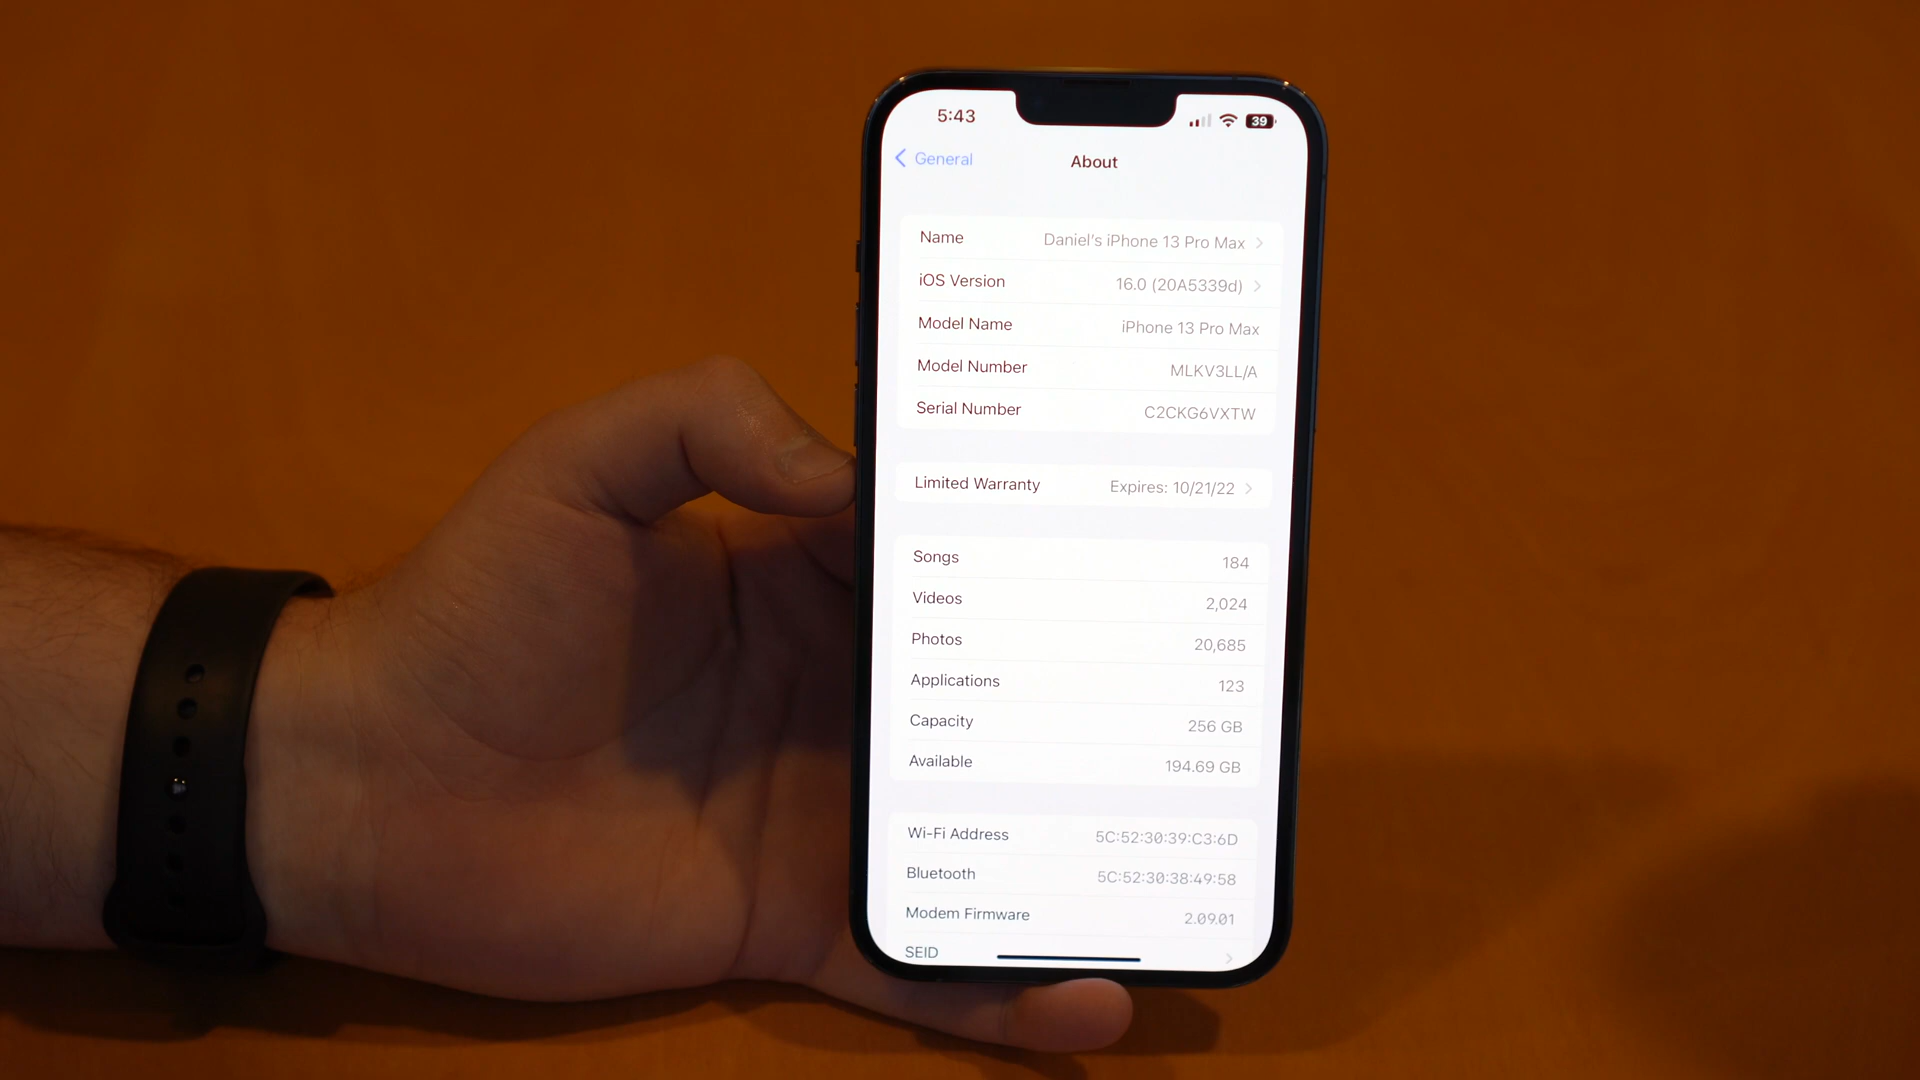 5:43
39
General
About
Name Daniel's iPhone 13 Pro Max
iOS Version 16.0 (20A5339d)
Model Name iPhone 13 Pro Max
Model Number MLKV3LL/A
Serial Number C2CKG6VXTW
Limited Warranty Expires: 10/21/22
Songs 184
Videos 2,024
Photos 20,685
Applications 123
Capacity 256 GB
Available 194.69 GB
Wi-Fi Address 5C:52:30:39:C3:6D
Bluetooth 5C:52:30:38:49:58
Modem Firmware 2.09.01
SEID